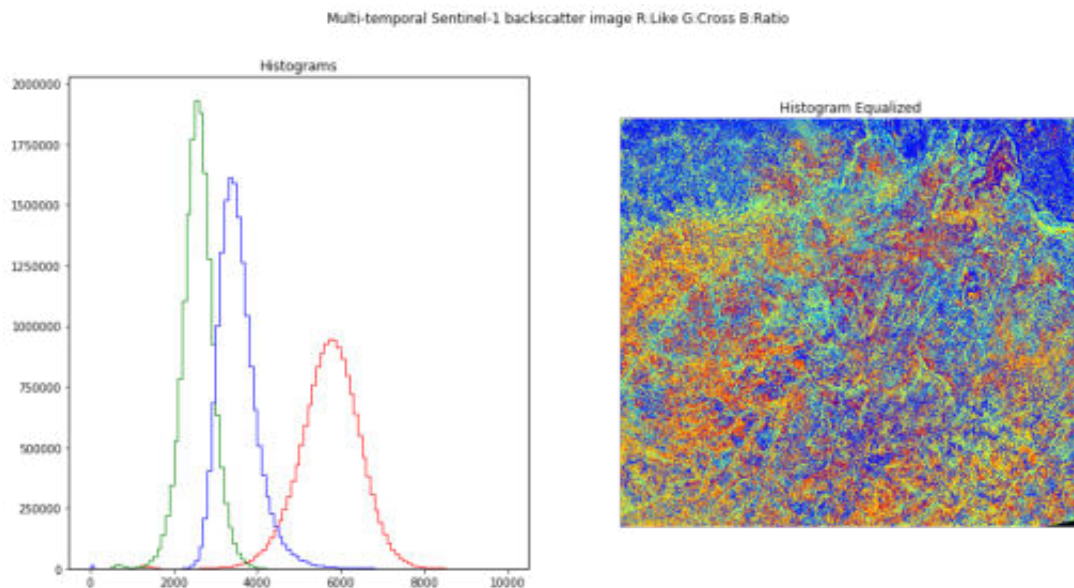 Multi-temporal Sentinel-1 backscatter image R:Like G:Cross B:Ratio
Histograms
Histogram Equalized
2000000
1750000
1500000
1250000
1000000
750000
500000
250000
0
0 2000 4000 6000 8000 10000